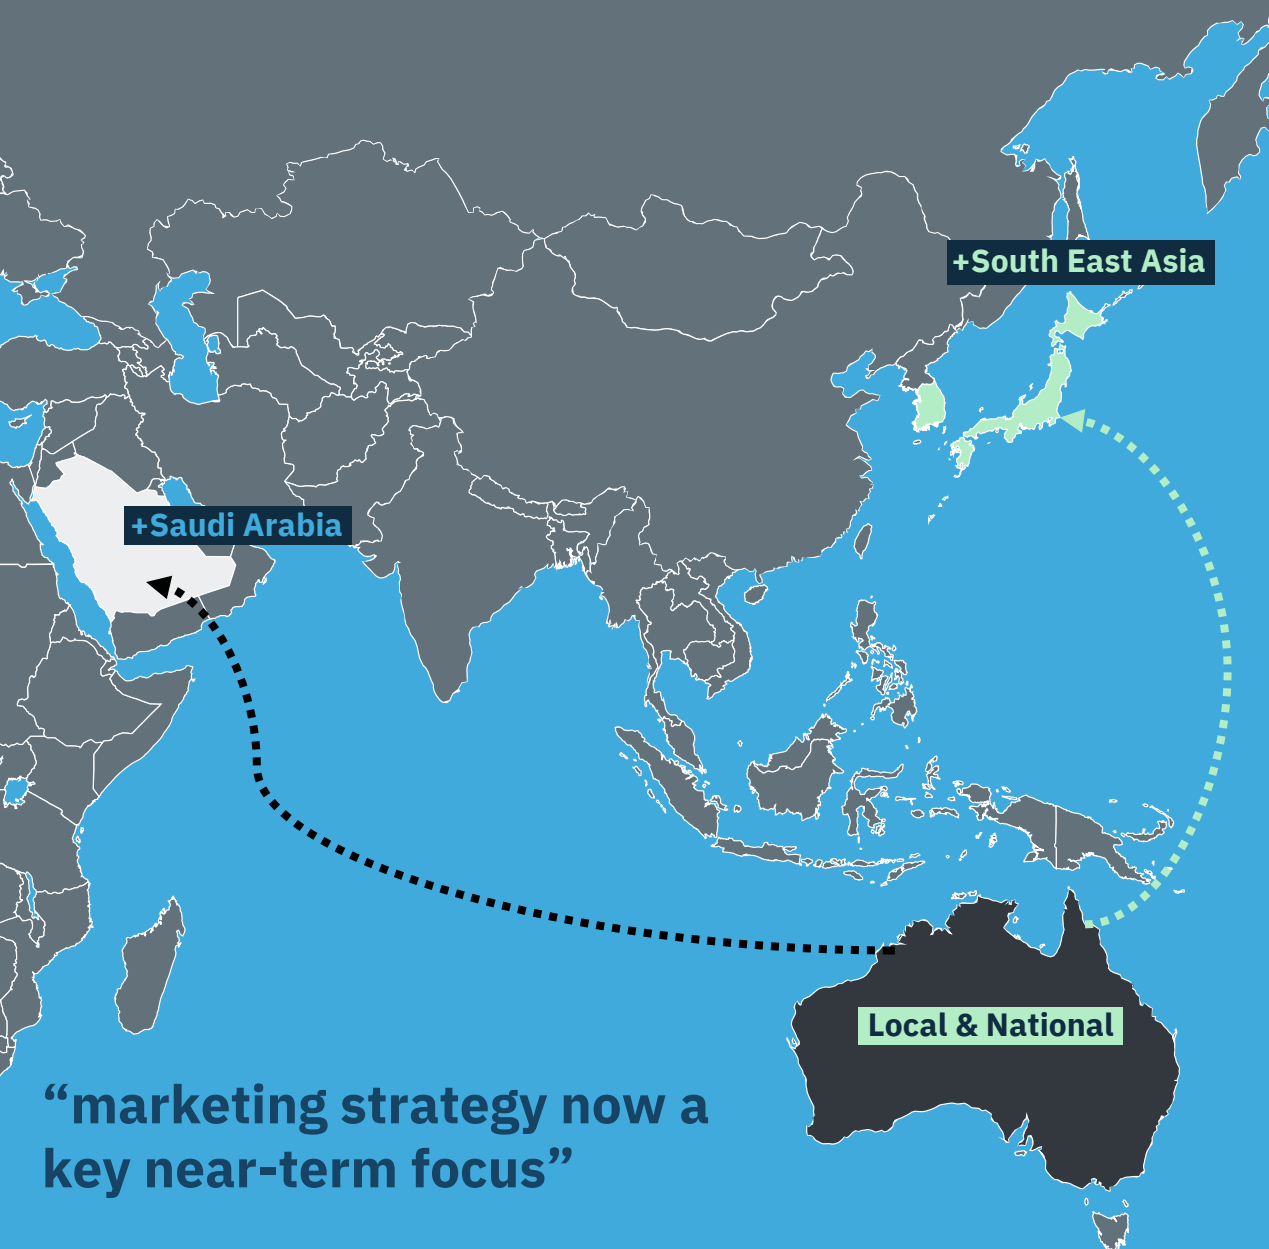 +South East Asia
+Saudi Arabia
Local & National
“marketing strategy now a
key near-term focus”